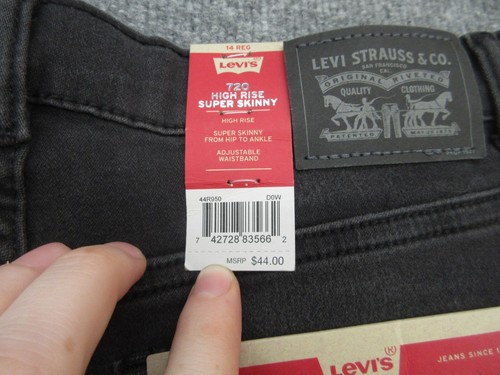 14 REG
Levi's
720
HIGH RISE
SUPER SKINNY
HIGH RISE
SUPER SKINNY
FROM HIP TO ANKLE
ADJUSTABLE
WAISTBAND
44R950 D0W
7 42728 83566 2
MSRP $44.00
LEVI STRAUSS & CO.
SAN FRANCISCO
CAL
ORIGINAL RIVETED
QUALITY CLOTHING
PATENTED
Levi's®
JEANS SINCE